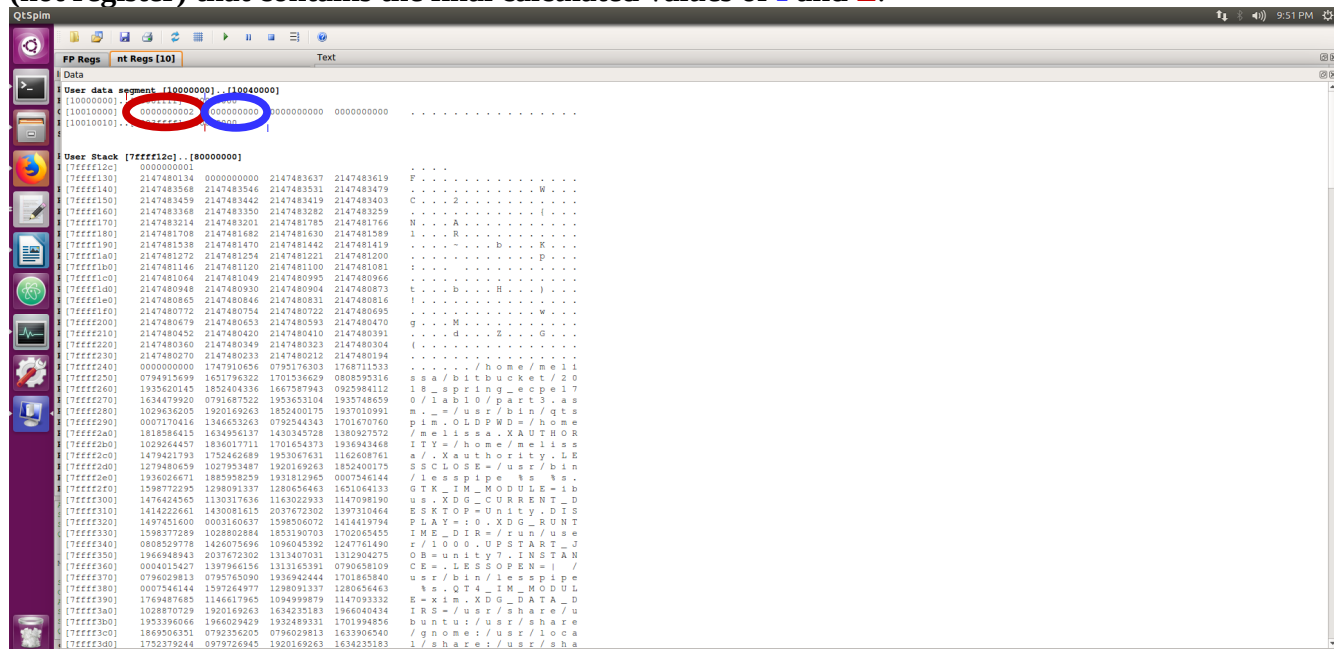 (not register) that contains the final calculated values of
QtSpim
9:51 PM
FP Regs
nt Regs [10]
Text
Data
User data segment [10000000]..[10040000]
[10000000]..
[10010000] 0000000002 0000000000 0000000000 0000000000 . . . . . . . . . . . . . . . .
[10010010]..
User Stack [7ffff12c]..[80000000]
[7ffff12c] 0000000001 . . . .
[7ffff130] 2147480134 0000000000 2147483637 2147483619 F . . . . . . . . . . . . . . .
[7ffff140] 2147483568 2147483546 2147483531 2147483479 . . . . . . . . . . . . W . . .
[7ffff150] 2147483459 2147483442 2147483419 2147483403 C . . . 2 . . . . . . . . . . .
[7ffff160] 2147483368 2147483350 2147483282 2147483259 . . . . . . . . . . . . { . . .
[7ffff170] 2147483214 2147483201 2147481785 2147481766 N . . . A . . . . . . . . . . .
[7ffff180] 2147481708 2147481682 2147481630 2147481589 l . . . R . . . . . . . . . . .
[7ffff190] 2147481538 2147481470 2147481442 2147481419 . . . . ~ . . . b . . . K . . .
[7ffff1a0] 2147481272 2147481254 2147481221 2147481200 . . . . . . . . . . . . p . . .
[7ffff1b0] 2147481146 2147481120 2147481100 2147481081 : . . . . . . . . . . . . . . .
[7ffff1c0] 2147481064 2147481049 2147480995 2147480966 . . . . . . . . . . . . . . . .
[7ffff1d0] 2147480948 2147480930 2147480904 2147480873 t . . . b . . . H . . . ) . . .
[7ffff1e0] 2147480865 2147480846 2147480831 2147480816 ! . . . . . . . . . . . . . . .
[7ffff1f0] 2147480772 2147480754 2147480722 2147480695 . . . . . . . . . . . . w . . .
[7ffff200] 2147480679 2147480653 2147480593 2147480470 g . . . M . . . . . . . . . . .
[7ffff210] 2147480452 2147480420 2147480410 2147480391 . . . . d . . . Z . . . G . . .
[7ffff220] 2147480360 2147480349 2147480323 2147480304 ( . . . . . . . . . . . . . . .
[7ffff230] 2147480270 2147480233 2147480212 2147480194 . . . . . . . . . . . . . . . .
[7ffff240] 0000000000 1747910656 0795176303 1768711533 . . . . . . / h o m e / m e l i
[7ffff250] 0794915699 1651796322 1701536629 0808595316 s s a / b i t b u c k e t / 2 0
[7ffff260] 1935620145 1852404336 1667587943 0925984112 1 8 _ s p r i n g _ e c p e 1 7
[7ffff270] 1634479920 0791687522 1953653104 1935748659 0 / l a b 1 0 / p a r t 3 . a s
[7ffff280] 1029636205 1920169263 1852400175 1937010991 m . _ = / u s r / b i n / q t s
[7ffff290] 0007170416 1346653263 0792544343 1701670760 p i m . O L D P W D = / h o m e
[7ffff2a0] 1818586415 1634956137 1430345728 1380927572 / m e l i s s a . X A U T H O R
[7ffff2b0] 1029264457 1836017711 1701654373 1936943468 I T Y = / h o m e / m e l i s s
[7ffff2c0] 1479421793 1752462689 1953067631 1162608761 a / . X a u t h o r i t y . L E
[7ffff2d0] 1279480659 1027953487 1920169263 1852400175 S S C L O S E = / u s r / b i n
[7ffff2e0] 1936026671 1885958259 1931812965 0007546144 / l e s s p i p e % s % s .
[7ffff2f0] 1598772295 1298091337 1280656463 1651064133 G T K _ I M _ M O D U L E = i b
[7ffff300] 1476424565 1130317636 1163022933 1147098190 u s . X D G _ C U R R E N T _ D
[7ffff310] 1414222661 1430081615 2037672302 1397310464 E S K T O P = U n i t y . D I S
[7ffff320] 1497451600 0003160637 1598506072 1414419794 P L A Y = : 0 . X D G _ R U N T
[7ffff330] 1598377289 1028802884 1853190703 1702065455 I M E _ D I R = / r u n / u s e
[7ffff340] 0808529778 1426075696 1096045392 1247761490 r / 1 0 0 0 . U P S T A R T _ J
[7ffff350] 1966948943 2037672302 1313407031 1312904275 O B = u n i t y 7 . I N S T A N
[7ffff360] 0004015427 1397966156 1313165391 0790658109 C E = . L E S S O P E N = | /
[7ffff370] 0796029813 0795765090 1936942444 1701865840 u s r / b i n / l e s s p i p e
[7ffff380] 0007546144 1597264977 1298091337 1280656463 % s . Q T 4 _ I M _ M O D U L
[7ffff390] 1769487685 1146617965 1094999879 1147093332 E = x i m . X D G _ D A T A _ D
[7ffff3a0] 1028870729 1920169263 1634235183 1966040434 I R S = / u s r / s h a r e / u
[7ffff3b0] 1953396066 1966029429 1932489331 1701994856 b u n t u : / u s r / s h a r e
[7ffff3c0] 1869506351 0792356205 0796029813 1633906540 / g n o m e : / u s r / l o c a
[7ffff3d0] 1752379244 0979726945 1920169263 1634235183 l / s h a r e : / u s r / s h a